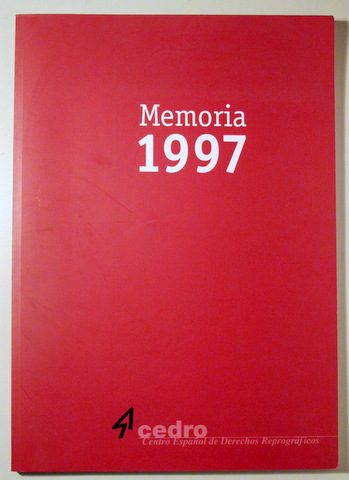 Memoria
1997
cedro
Centro Español de Derechos Reprográficos